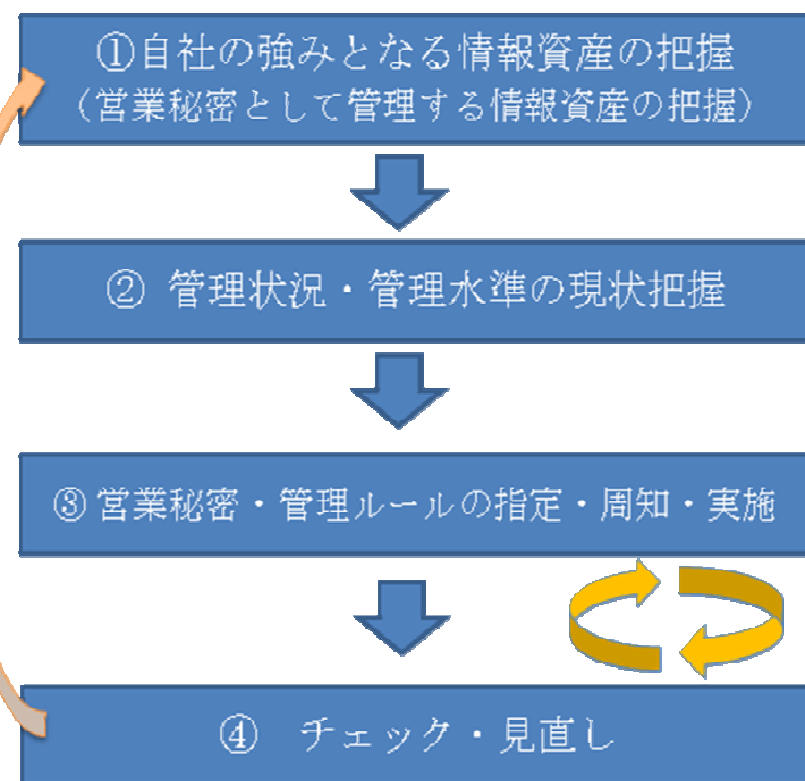 ①自社の強みとなる情報資産の把握
（営業秘密として管理する情報資産の把握）
② 管理状況・管理水準の現状把握
③ 営業秘密・管理ルールの指定・周知・実施
④ チェック・見直し